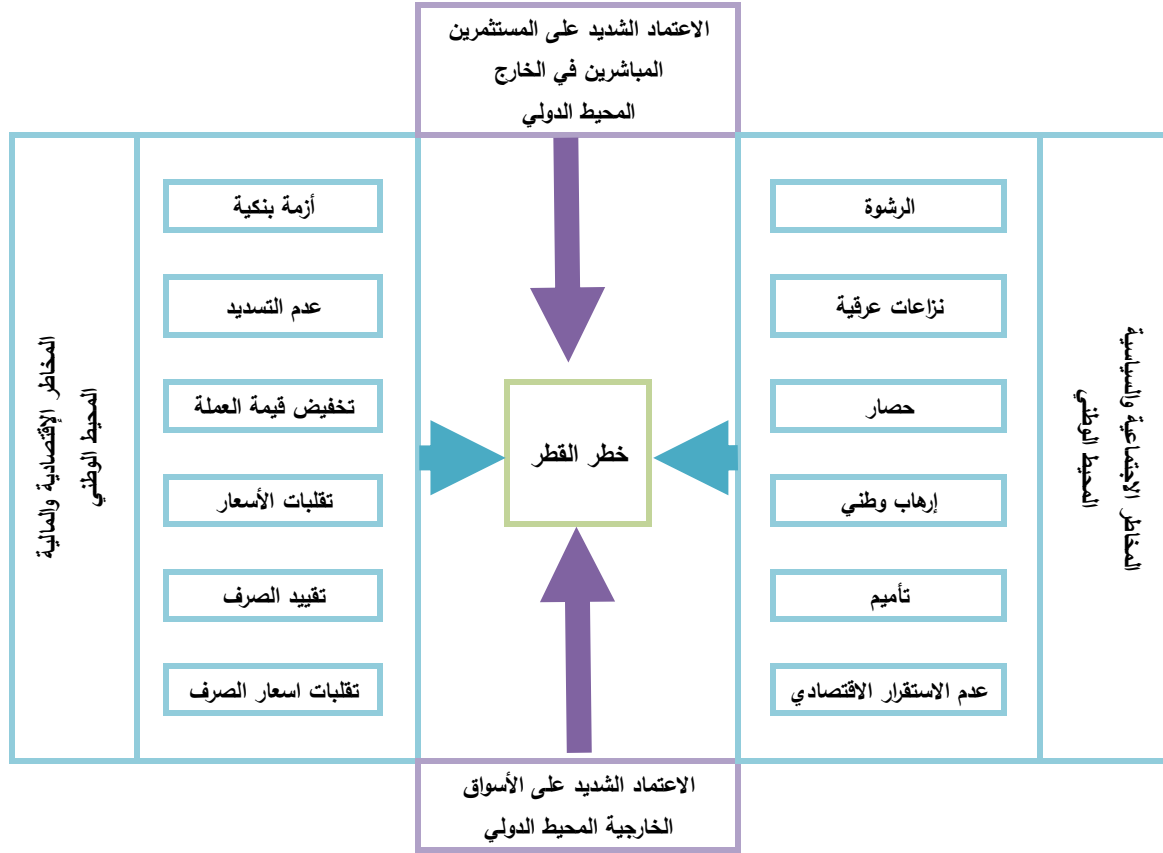 الاعتماد الشديد على المستثمرين
المباشرين في الخارج
المحيط الدولي
المخاطر الاجتماعية والسياسية
المحيط الوطني
الرشوة
نزاعات عرقية
حصار
إرهاب وطني
تأميم
عدم الاستقرار الاقتصادي
خطر القطر
أزمة بنكية
عدم التسديد
تخفيض قيمة العملة
تقلبات الأسعار
تقييد الصرف
تقلبات اسعار الصرف
المخاطر الإقتصادية والمالية
المحيط الوطني
الاعتماد الشديد على الأسواق
الخارجية المحيط الدولي